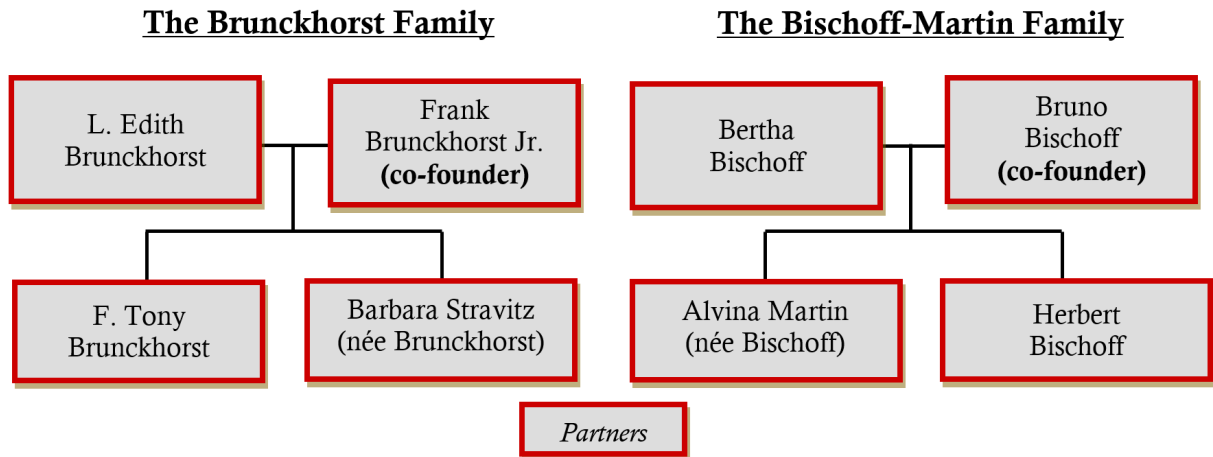 The Brunckhorst Family
The Bischoff-Martin Family
L. Edith
Brunckhorst
Frank
Brunckhorst Jr.
(co-founder)
Bertha
Bischoff
Bruno
Bischoff
(co-founder)
F. Tony
Brunckhorst
Barbara Stravitz
(née Brunckhorst)
Alvina Martin
(née Bischoff)
Herbert
Bischoff
Partners